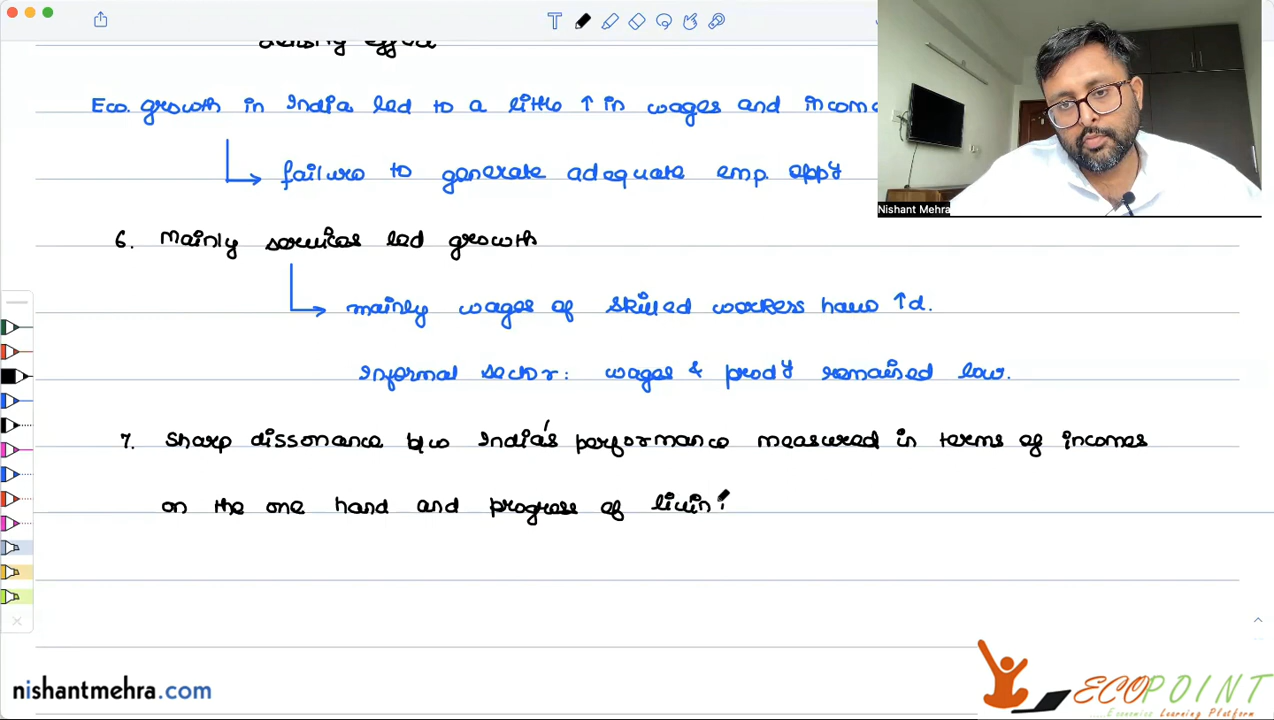 Eco. growth in India led to a little ↑ in wages and income
failure to generate adequate emp. opp^y
6. Mainly services led growth
mainly wages of skilled workers have ↑d.
Informal sector: wages & prod^y remained low.
7. Sharp dissonance b/w India's performance measured in terms of incomes
on the one hand and progress of livin
Nishant Mehra
nishantmehra.com
ECOPOINT
....Economics Learning Platform